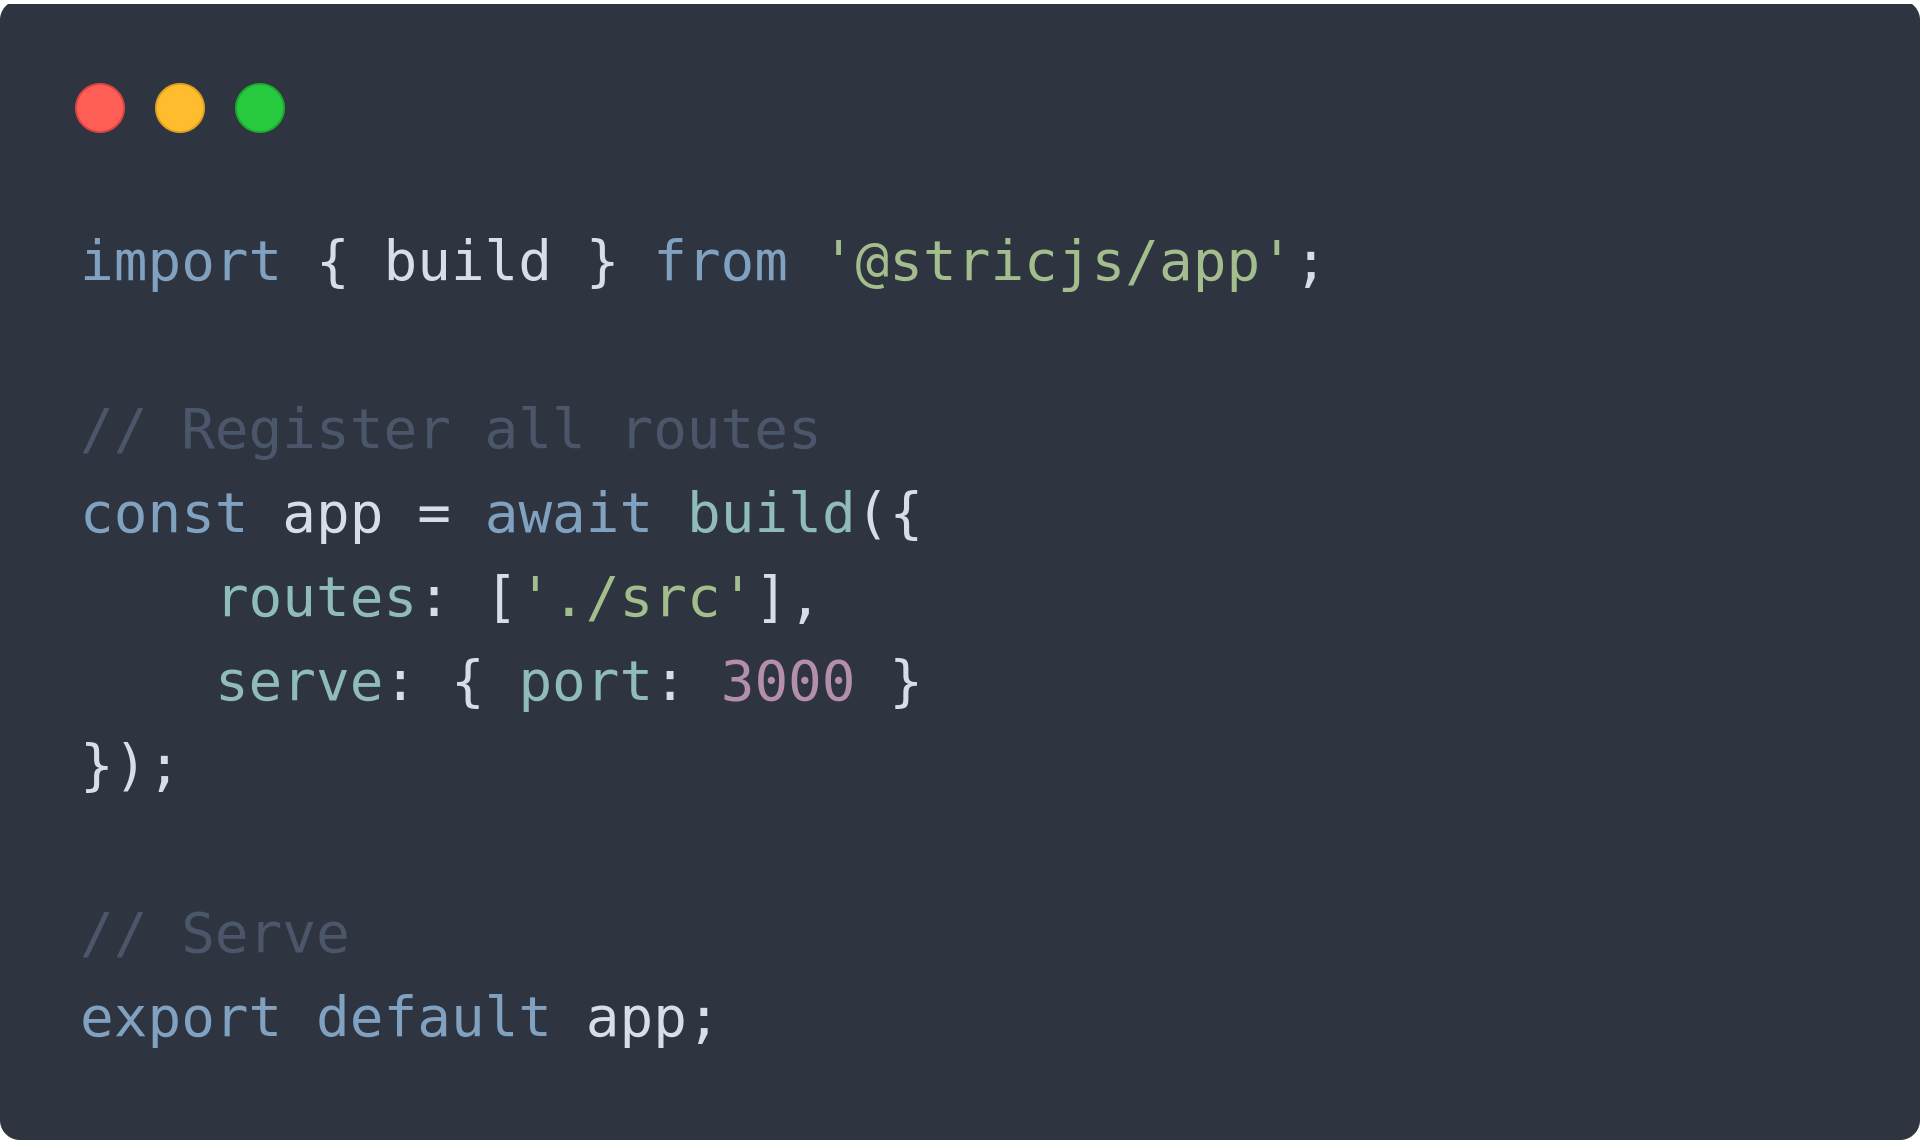 import { build } from '@stricjs/app';

// Register all routes
const app = await build({
    routes: ['./src'],
    serve: { port: 3000 }
});

// Serve
export default app;